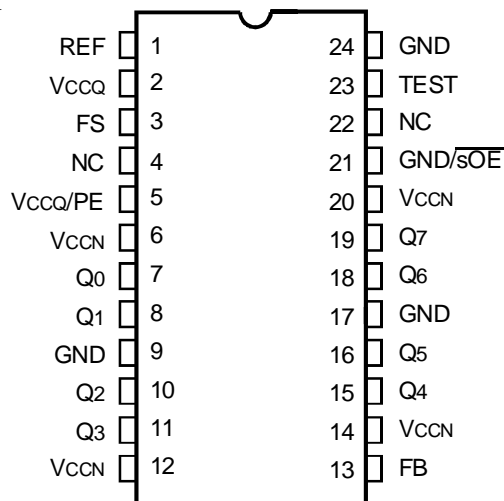 REF 1 24 GND
VCCQ 2 23 TEST
FS 3 22 NC
NC 4 21 GND/sOE
VCCQ/PE 5 20 VCCN
VCCN 6 19 Q7
Q0 7 18 Q6
Q1 8 17 GND
GND 9 16 Q5
Q2 10 15 Q4
Q3 11 14 VCCN
VCCN 12 13 FB